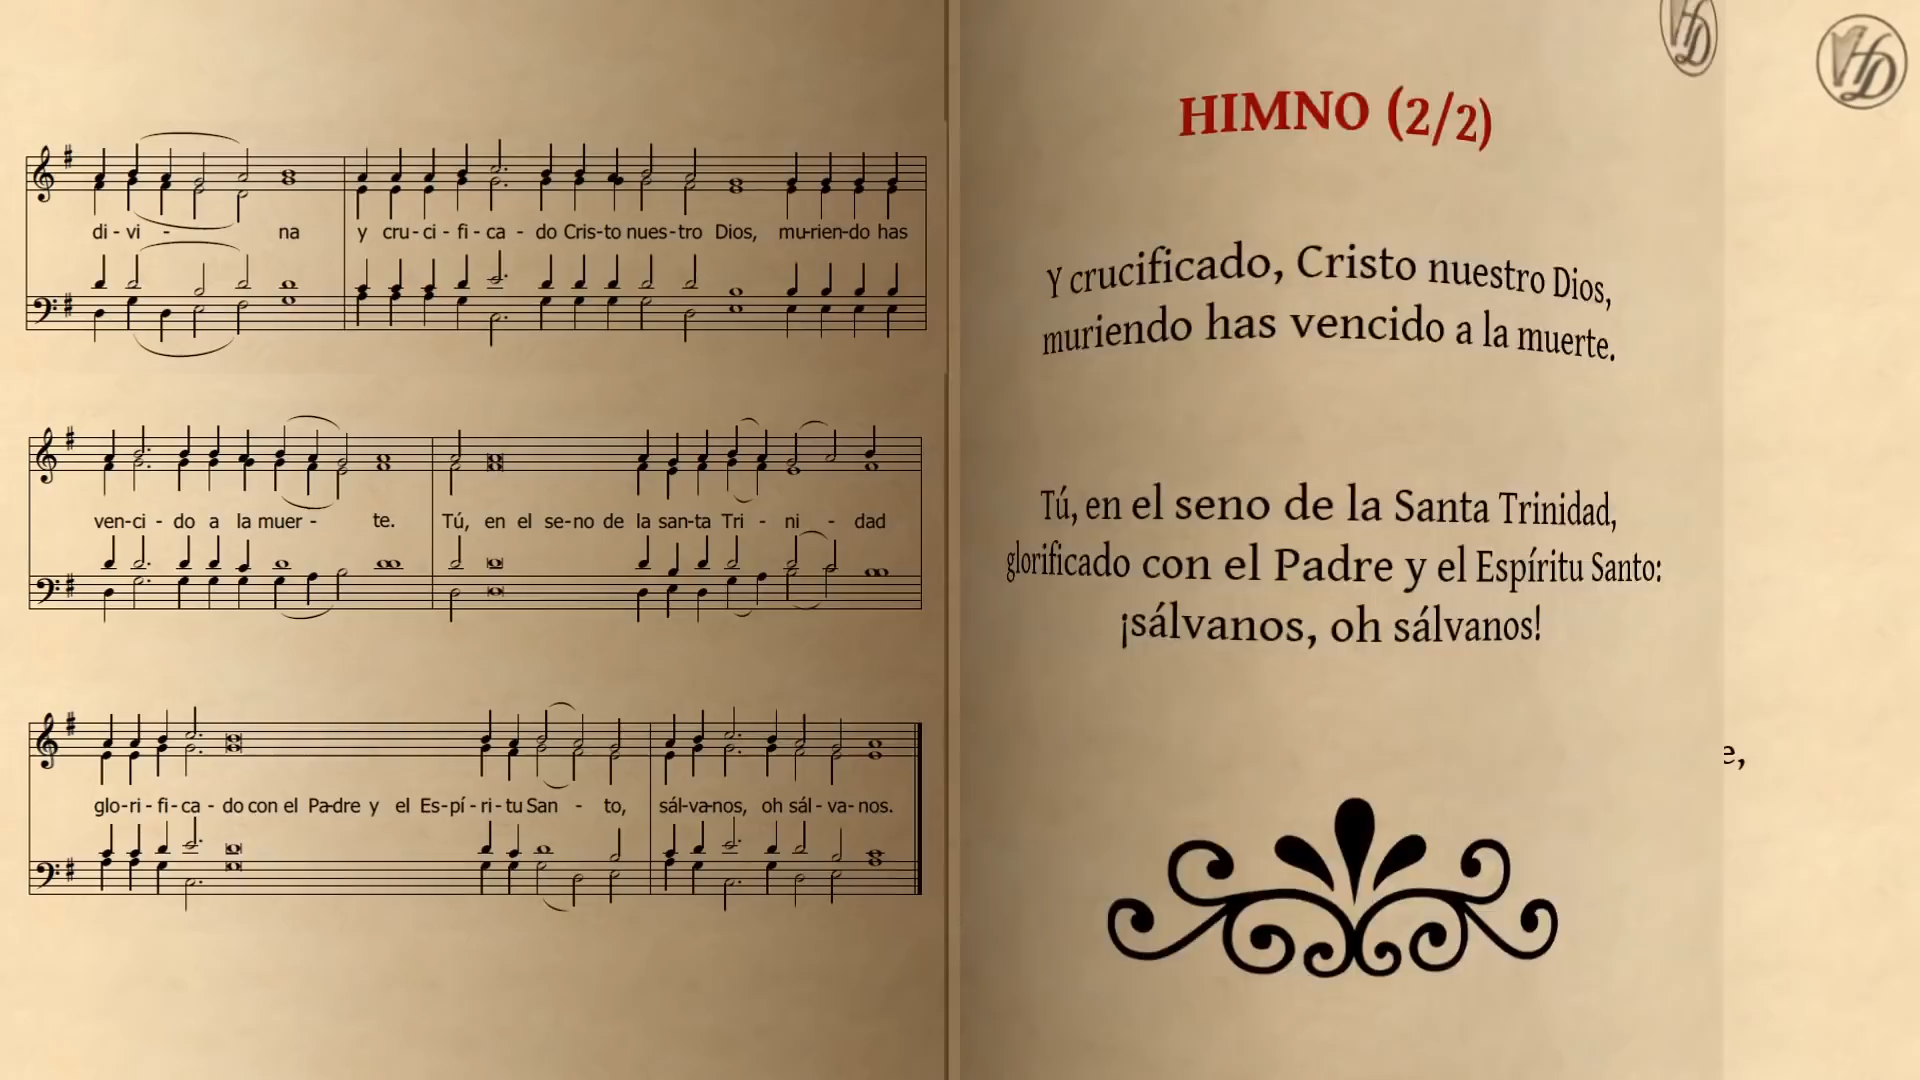 di - vi - na y cru - ci - fi - ca - do Cris - to nues - tro Dios, mu - rien - do has
ven - ci - do a la muer - te. Tú, en el se - no de la san - ta Tri - ni - dad
glo - ri - fi - ca - do con el Pa - dre y el Es - pí - ri - tu San - to, sál - va - nos, oh sál - va - nos.
HD
HD
HIMNO (2/2)
Y crucificado, Cristo nuestro Dios,
muriendo has vencido a la muerte.
Tú, en el seno de la Santa Trinidad,
glorificado con el Padre y el Espíritu Santo:
¡sálvanos, oh sálvanos!
e,